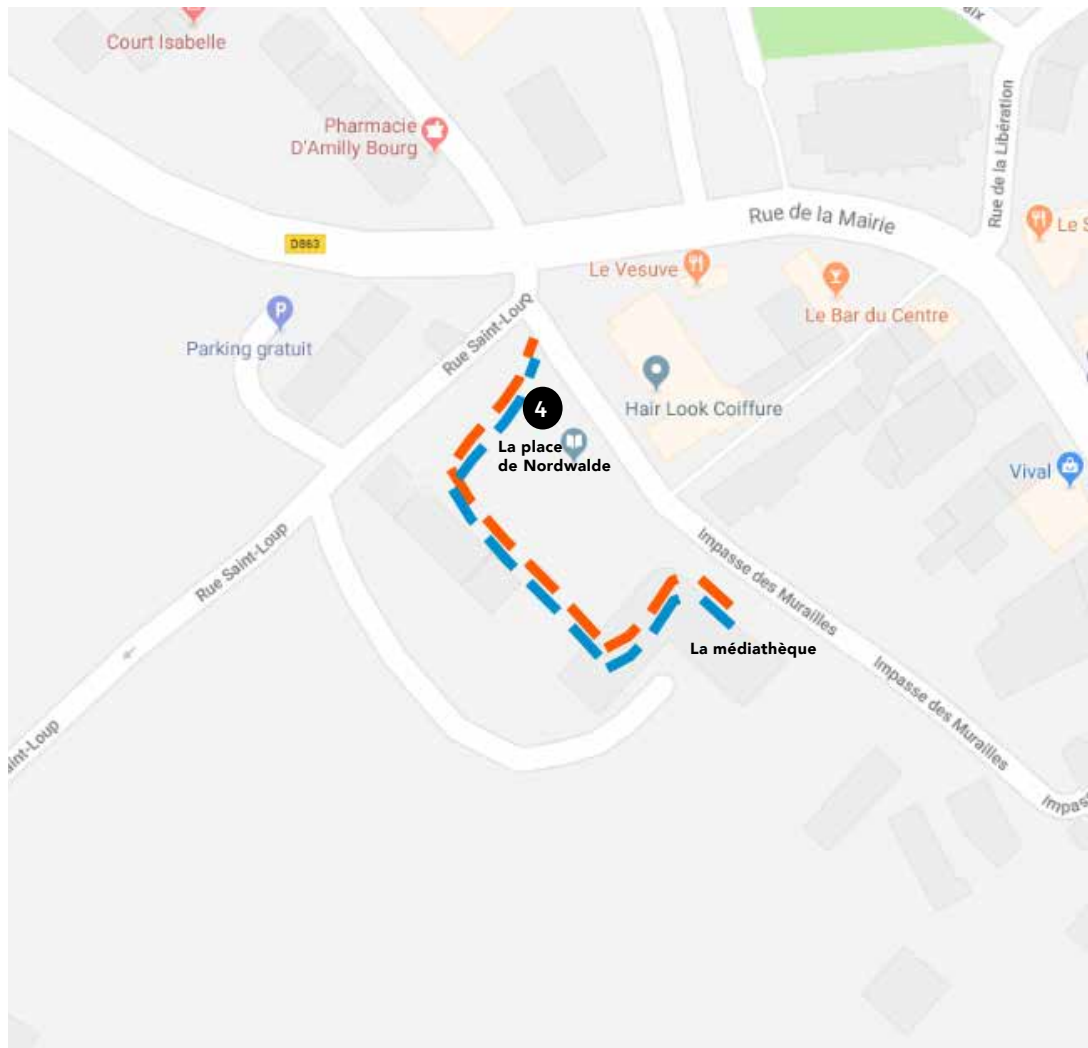 Court Isabelle
Pharmacie
D'Amilly Bourg
D863
Rue de la Mairie
Rue de la Libération
Le Vesuve
Le Bar du Centre
Le S
Parking gratuit
Rue Saint-Loup
Hair Look Coiffure
4
La place
de Nordwalde
Vival
Rue Saint-Loup
Impasse des Murailles
La médiathèque
Impasse des Murailles
aint-Loup
Impass